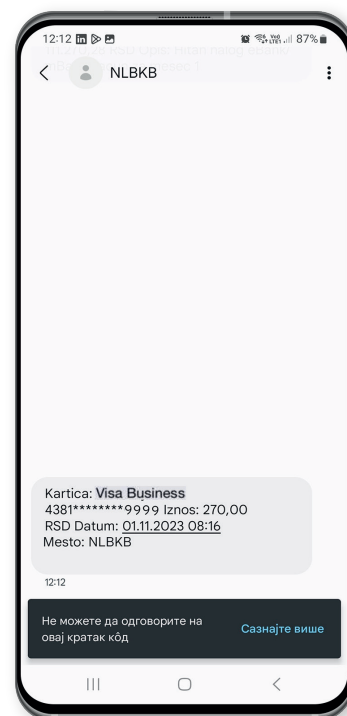 12:12 87%
NLBKB
Kartica: Visa Business
4381********9999 Iznos: 270,00
RSD Datum: 01.11.2023 08:16
Mesto: NLBKB
12:12
Не можете да одговорите на
овај кратак кôд
Сазнајте више